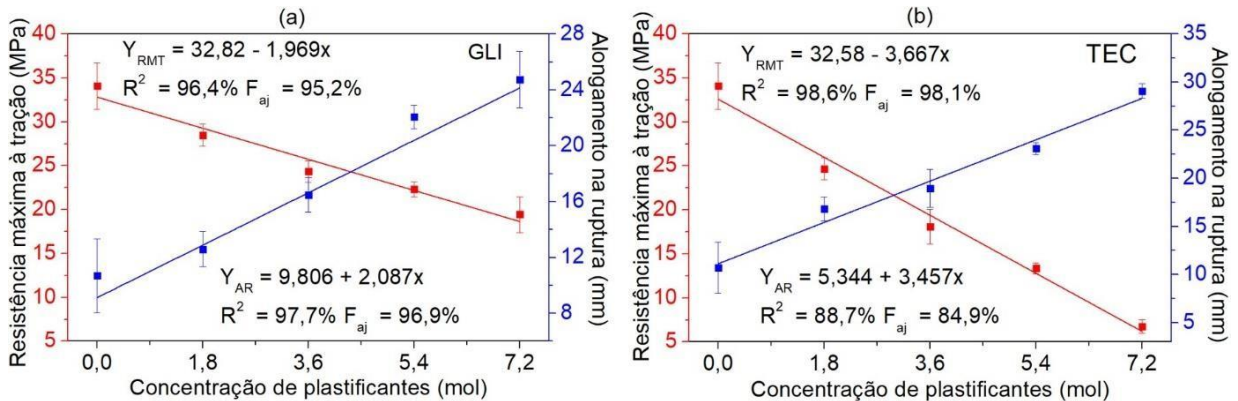 (a)
Resistência máxima à tração (MPa)
40
35
30
25
20
15
10
5
Y_RMT = 32,82 - 1,969x
R² = 96,4% F_aj = 95,2%
GLI
Y_AR = 9,806 + 2,087x
R² = 97,7% F_aj = 96,9%
28
24
20
16
12
8
Alongamento na ruptura (mm)
0,0 1,8 3,6 5,4 7,2
Concentração de plastificantes (mol)
(b)
Resistência máxima à tração (MPa)
40
35
30
25
20
15
10
5
Y_RMT = 32,58 - 3,667x
R² = 98,6% F_aj = 98,1%
TEC
Y_AR = 5,344 + 3,457x
R² = 88,7% F_aj = 84,9%
35
30
25
20
15
10
5
Alongamento na ruptura (mm)
0,0 1,8 3,6 5,4 7,2
Concentração de plastificantes (mol)